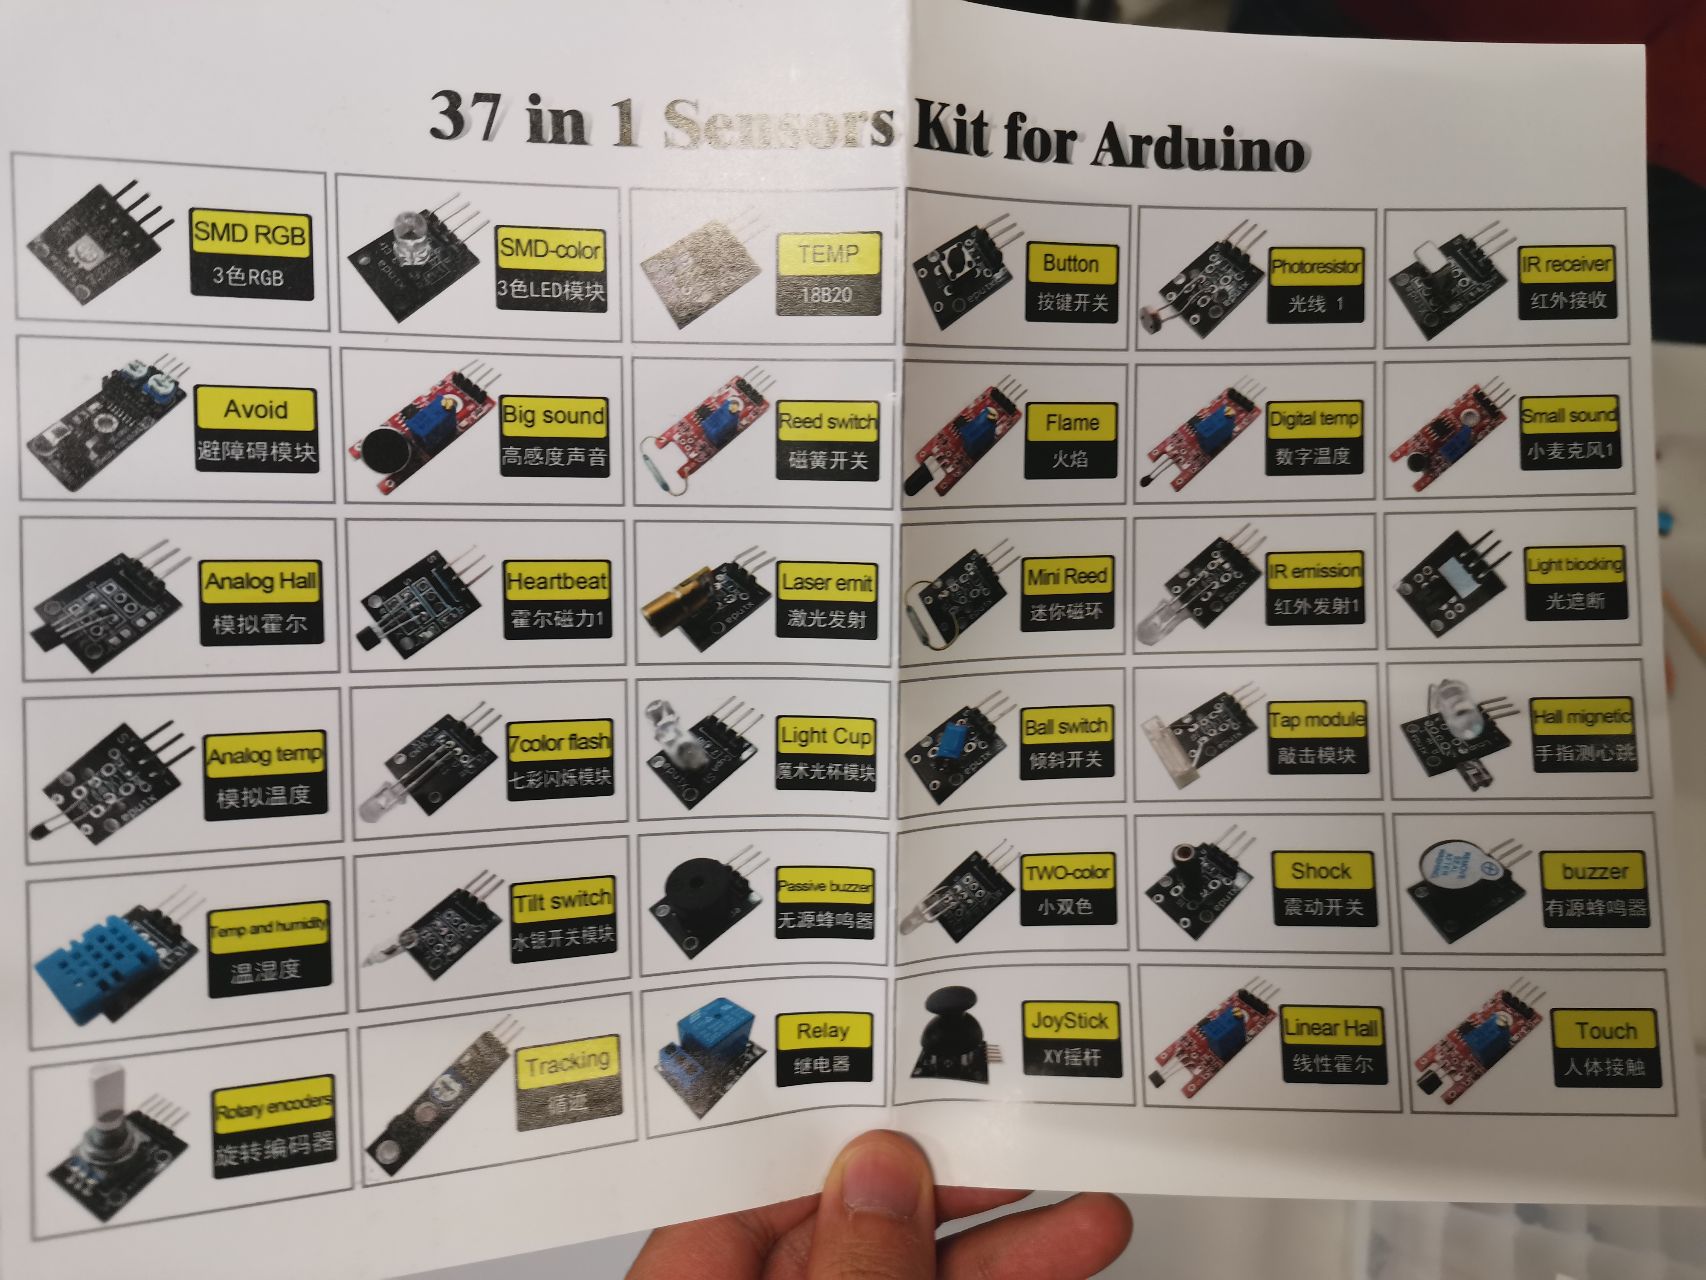 37 in 1 Sensors Kit for Arduino
SMD RGB
3色RGB
SMD-color
3色LED模块
TEMP
18B20
Button
按键开关
Photoresistor
光线 1
IR receiver
红外接收
Avoid
避障碍模块
Big sound
高感度声音
Reed switch
磁簧开关
Flame
火焰
Digital temp
数字温度
Small sound
小麦克风1
Analog Hall
模拟霍尔
Heartbeat
霍尔磁力1
Laser emit
激光发射
Mini Reed
迷你磁环
IR emission
红外发射1
Light blocking
光遮断
Analog temp
模拟温度
7color flash
七彩闪烁模块
Light Cup
魔术光杯模块
Ball switch
倾斜开关
Tap module
敲击模块
Hall mignetic
手指测心跳
Temp and humidity
温湿度
Tilt switch
水银开关模块
Passive buzzer
无源蜂鸣器
TWO-color
小双色
Shock
震动开关
buzzer
有源蜂鸣器
Rotary encoders
旋转编码器
Tracking
循迹
Relay
继电器
JoyStick
XY摇杆
Linear Hall
线性霍尔
Touch
人体接触